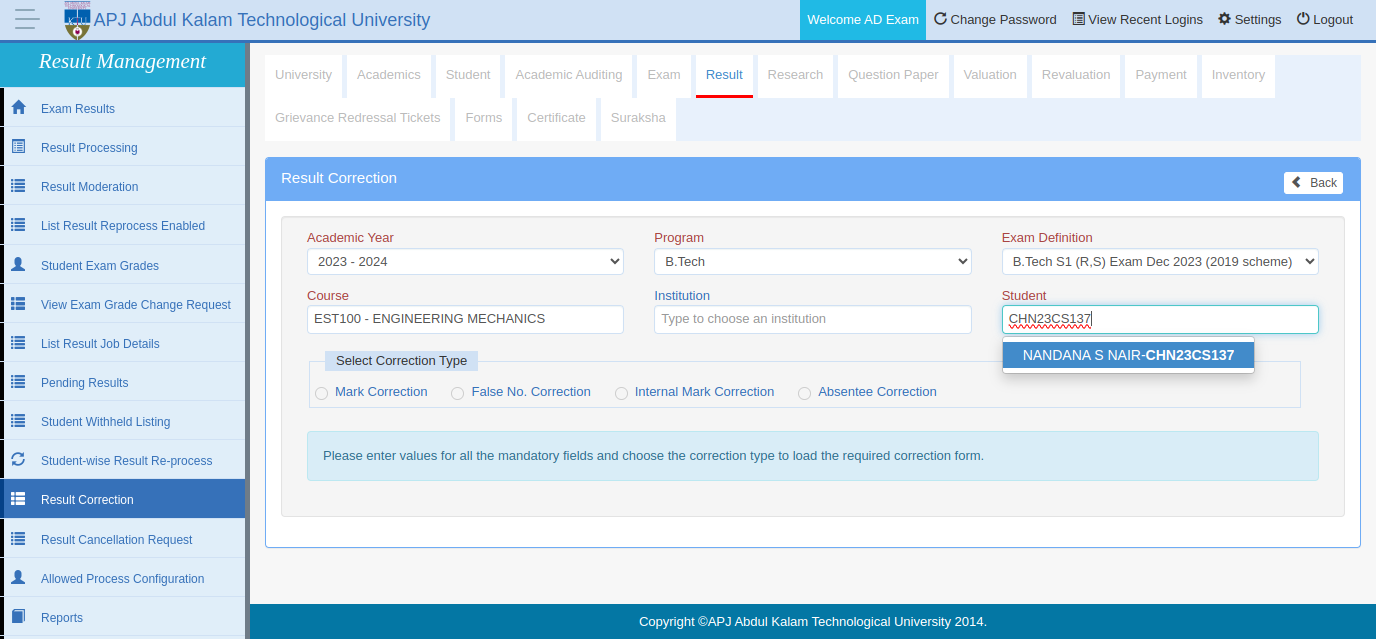 APJ Abdul Kalam Technological University
Welcome AD Exam Change Password View Recent Logins Settings Logout
Result Management
Exam Results
Result Processing
Result Moderation
List Result Reprocess Enabled
Student Exam Grades
View Exam Grade Change Request
List Result Job Details
Pending Results
Student Withheld Listing
Student-wise Result Re-process
Result Correction
Result Cancellation Request
Allowed Process Configuration
Reports
University Academics Student Academic Auditing Exam Result Research Question Paper Valuation Revaluation Payment Inventory
Grievance Redressal Tickets Forms Certificate Suraksha
Result Correction
Back
Academic Year Program Exam Definition
2023 - 2024 B.Tech B.Tech S1 (R,S) Exam Dec 2023 (2019 scheme)
Course Institution Student
EST100 - ENGINEERING MECHANICS Type to choose an institution CHN23CS137
NANDANA S NAIR-CHN23CS137
Select Correction Type
Mark Correction False No. Correction Internal Mark Correction Absentee Correction
Please enter values for all the mandatory fields and choose the correction type to load the required correction form.
Copyright ©APJ Abdul Kalam Technological University 2014.